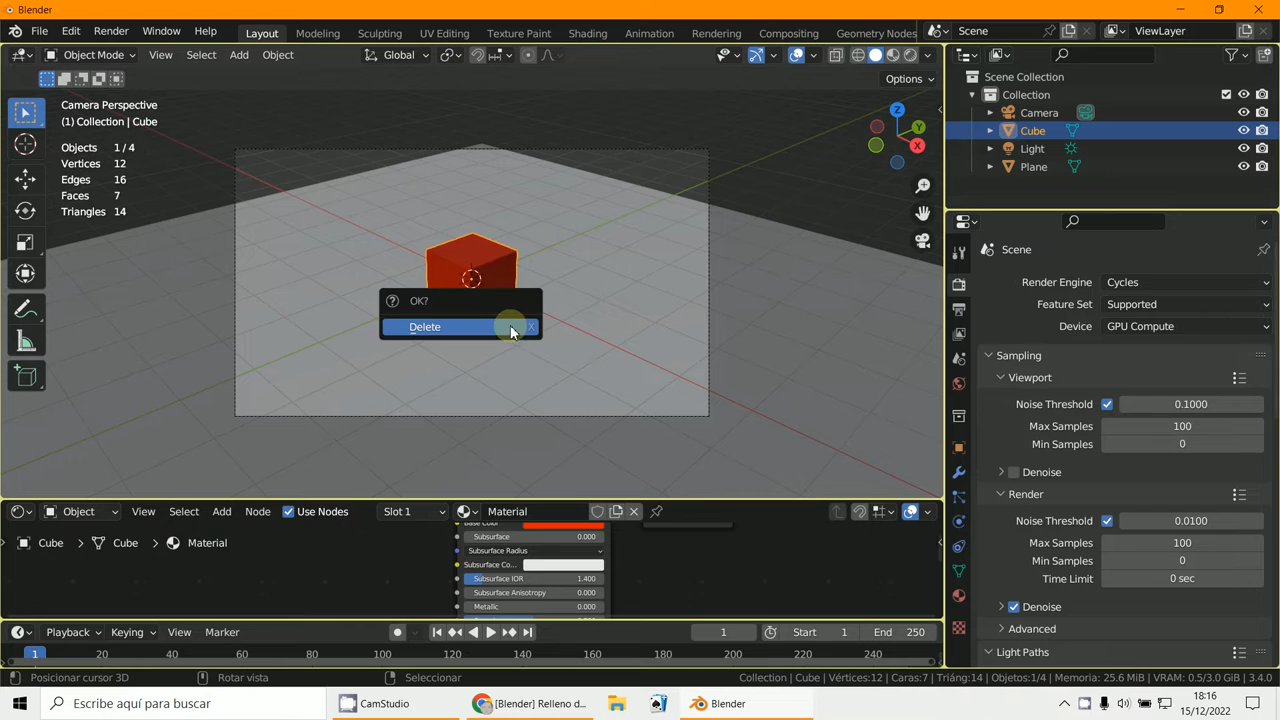 Blender
File Edit Render Window Help
Layout Modeling Sculpting UV Editing Texture Paint Shading Animation Rendering Compositing Geometry Nodes
Scene
ViewLayer
Object Mode View Select Add Object
Global
Options
Camera Perspective
(1) Collection | Cube
Objects 1 / 4
Vertices 12
Edges 16
Faces 7
Triangles 14
Z
Y
X
OK?
Delete X
Scene Collection
Collection
Camera
Cube
Light
Plane
Scene
Render Engine Cycles
Feature Set Supported
Device GPU Compute
Sampling
Viewport
Noise Threshold 0.1000
Max Samples 100
Min Samples 0
Denoise
Render
Noise Threshold 0.0100
Max Samples 100
Min Samples 0
Time Limit 0 sec
Denoise
Advanced
Light Paths
Object View Select Add Node Use Nodes Slot 1 Material
Cube Cube Material
Base Color
Subsurface 0.000
Subsurface Radius
Subsurface Co...
Subsurface IOR 1.400
Subsurface Anisotropy 0.000
Metallic 0.000
Playback Keying View Marker
1 Start 1 End 250
1 20 40 60 80 100 120 140 160 180 200 220 240
Posicionar cursor 3D Rotar vista Seleccionar
Collection | Cube | Vértices:12 | Caras:7 | Triáng:14 | Objetos:1/4 | Memoria: 25.6 MiB | VRAM: 0.5/3.0 GiB | 3.4.0
Escribe aquí para buscar
CamStudio
[Blender] Relleno d...
Blender
18:16
15/12/2022